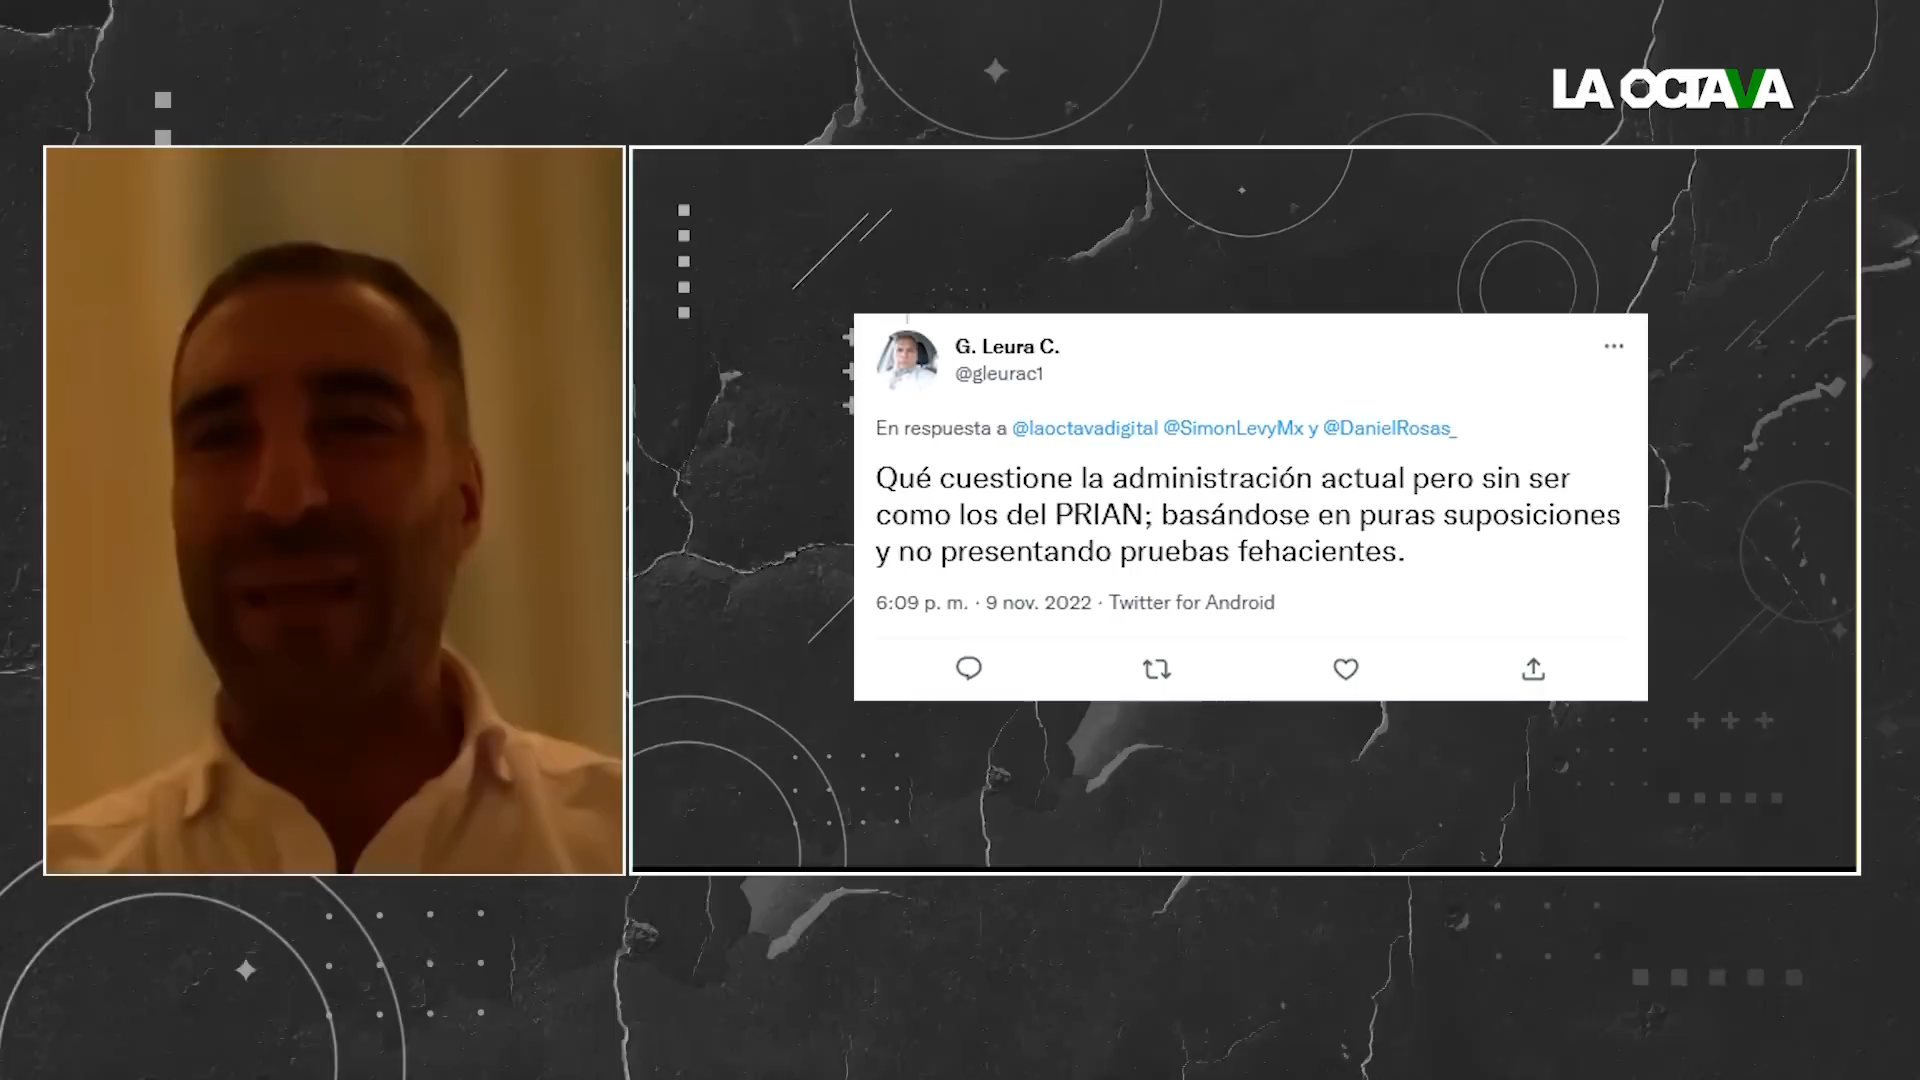 LA OCTAVA
G. Leura C.
@gleurac1
En respuesta a @laoctavadigital @SimonLevyMx y @DanielRosas_
Qué cuestione la administración actual pero sin ser
como los del PRIAN; basándose en puras suposiciones
y no presentando pruebas fehacientes.
6:09 p. m. · 9 nov. 2022 · Twitter for Android